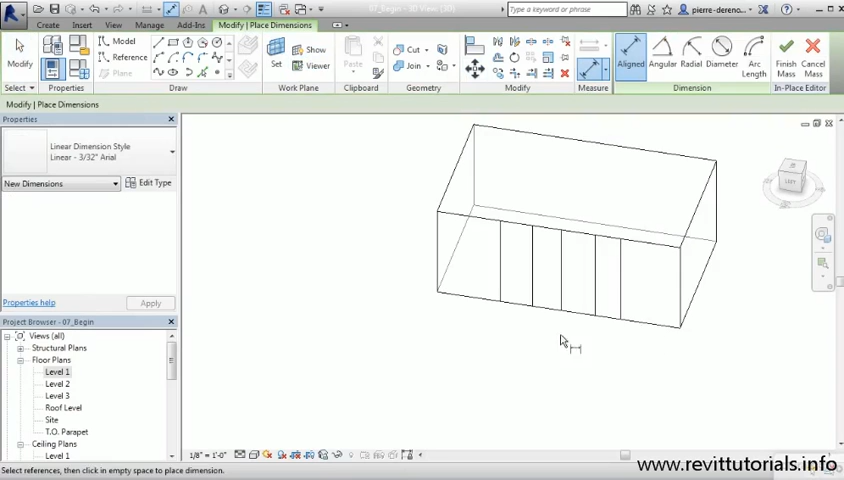 07_Begin
Type a keyword or phrase
pierre-dereno...
Create
Insert
View
Manage
Add-Ins
Modify | Place Dimensions
Modify
Model
Reference
Plane
Set
Show
Viewer
Paste
Cut
Join
Aligned
Angular
Radial
Diameter
Arc
Length
Finish
Mass
Cancel
Mass
Select
Properties
Draw
Work Plane
Clipboard
Geometry
Modify
Measure
Dimension
In-Place Editor
Modify | Place Dimensions
Properties
Linear Dimension Style
Linear - 3/32" Arial
New Dimensions
Edit Type
Properties help
Apply
LEFT
Project Browser - 07_Begin
Views (all)
Structural Plans
Floor Plans
Level 1
Level 2
Level 3
Roof Level
Site
T.O. Parapet
Ceiling Plans
Level 1
1/8" = 1'-0"
Select references, then click in empty space to place dimension.
www.revittutorials.info